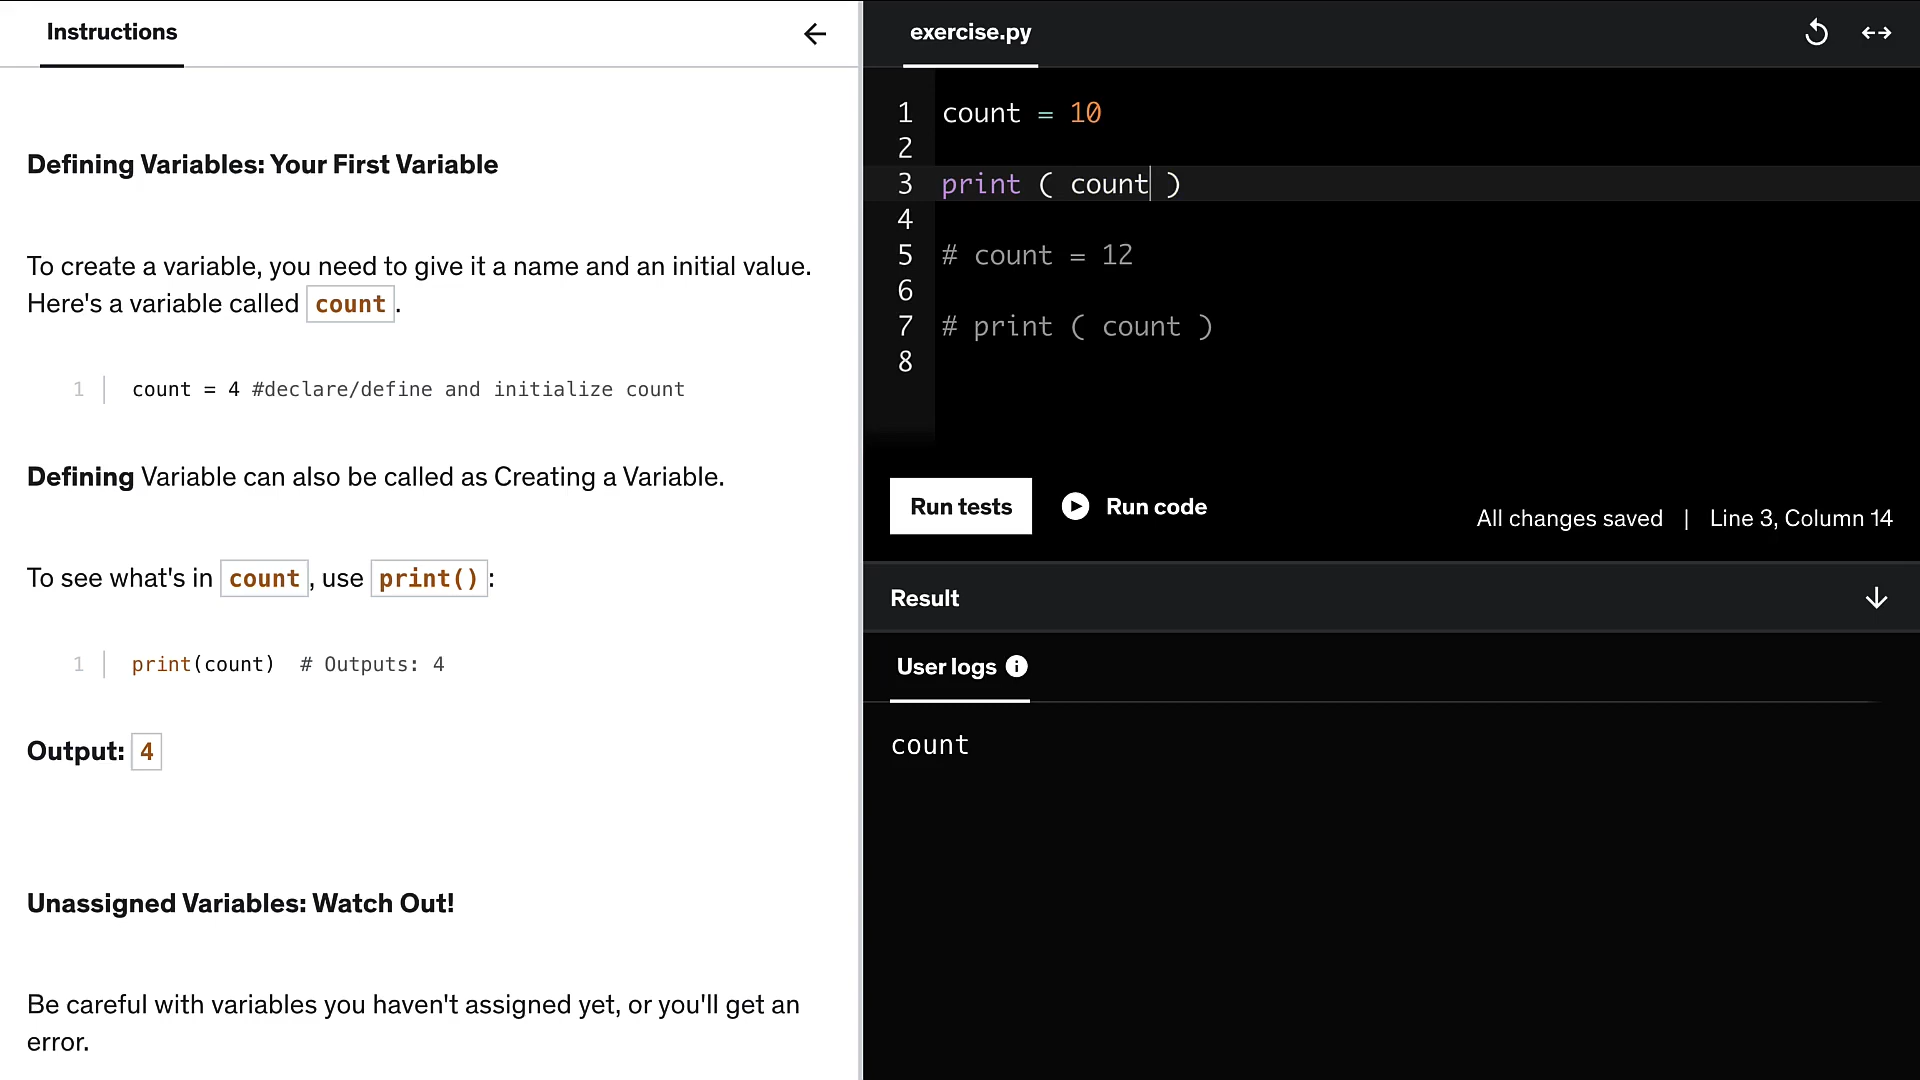 Instructions
Defining Variables: Your First Variable
To create a variable, you need to give it a name and an initial value.
Here's a variable called count.
1 count = 4 #declare/define and initialize count
Defining Variable can also be called as Creating a Variable.
To see what's in count, use print():
1 print(count)  # Outputs: 4
Output: 4
Unassigned Variables: Watch Out!
Be careful with variables you haven't assigned yet, or you'll get an
error.
exercise.py
1 count = 10
2
3 print ( count )
4
5 # count = 12
6
7 # print ( count )
8
Run tests Run code All changes saved | Line 3, Column 14
Result
User logs
count